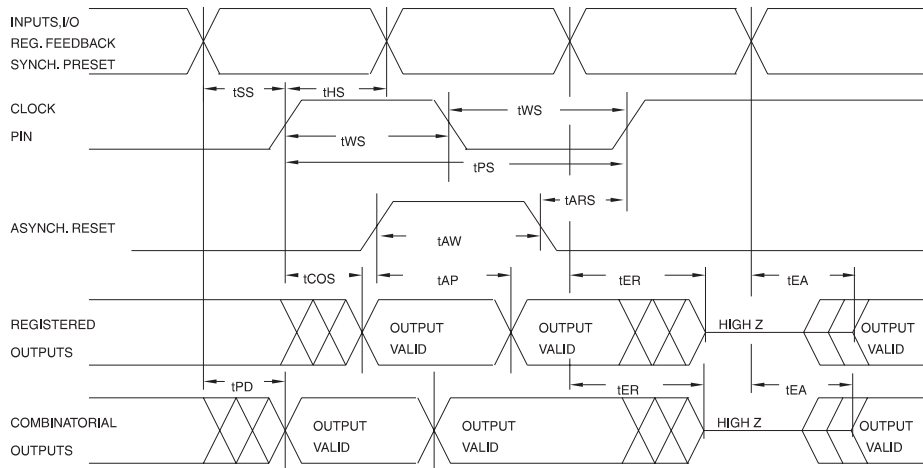 INPUTS,I/O
REG. FEEDBACK
SYNCH. PRESET
tSS
tHS
CLOCK
PIN
tWS
tWS
tPS
tARS
ASYNCH. RESET
tAW
tCOS
tAP
tER
tEA
REGISTERED
OUTPUTS
OUTPUT
VALID
OUTPUT
VALID
HIGH Z
OUTPUT
VALID
tPD
tER
tEA
COMBINATORIAL
OUTPUTS
OUTPUT
VALID
OUTPUT
VALID
HIGH Z
OUTPUT
VALID